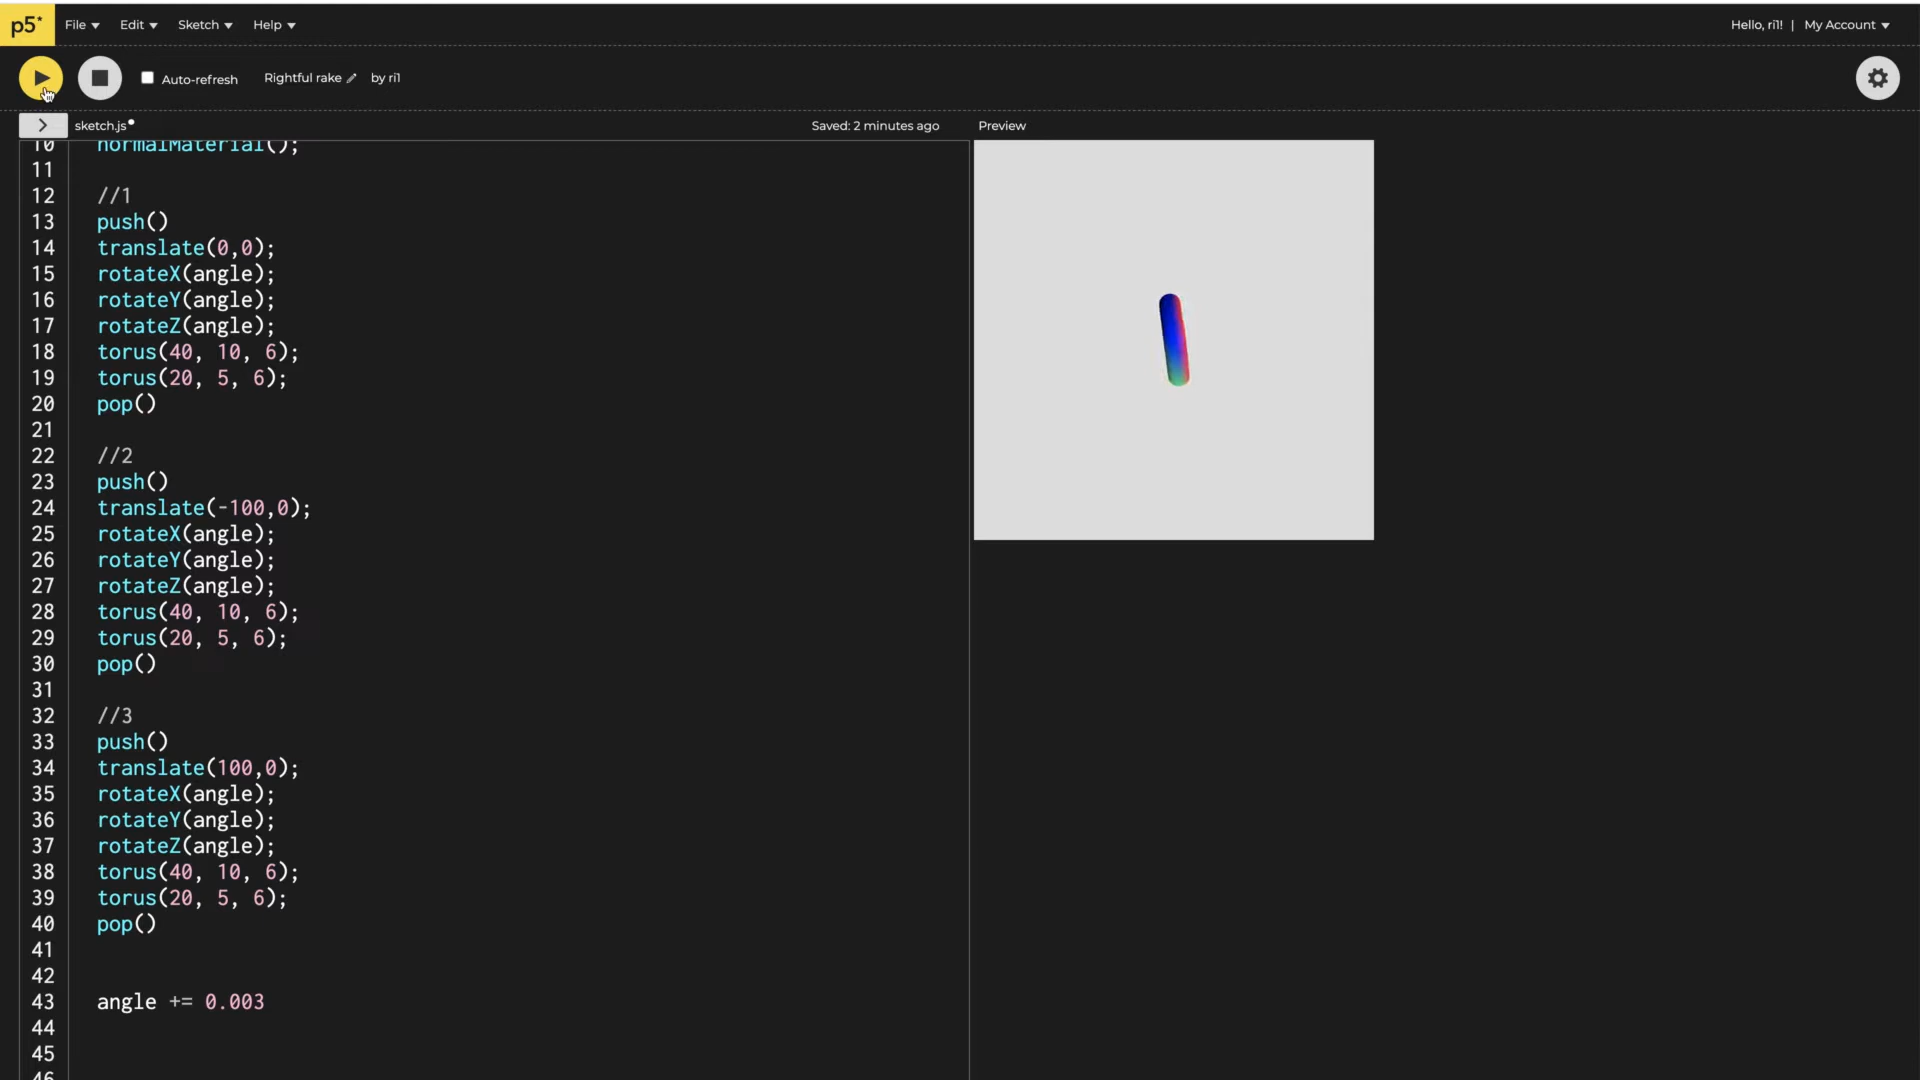 p5* File Edit Sketch Help Hello, ri1! | My Account
Auto-refresh Rightful rake by ri1
> sketch.js Saved: 2 minutes ago Preview
10 normalMaterial();
11
12 //1
13 push()
14 translate(0,0);
15 rotateX(angle);
16 rotateY(angle);
17 rotateZ(angle);
18 torus(40, 10, 6);
19 torus(20, 5, 6);
20 pop()
21
22 //2
23 push()
24 translate(-100,0);
25 rotateX(angle);
26 rotateY(angle);
27 rotateZ(angle);
28 torus(40, 10, 6);
29 torus(20, 5, 6);
30 pop()
31
32 //3
33 push()
34 translate(100,0);
35 rotateX(angle);
36 rotateY(angle);
37 rotateZ(angle);
38 torus(40, 10, 6);
39 torus(20, 5, 6);
40 pop()
41
42
43 angle += 0.003
44
45
46